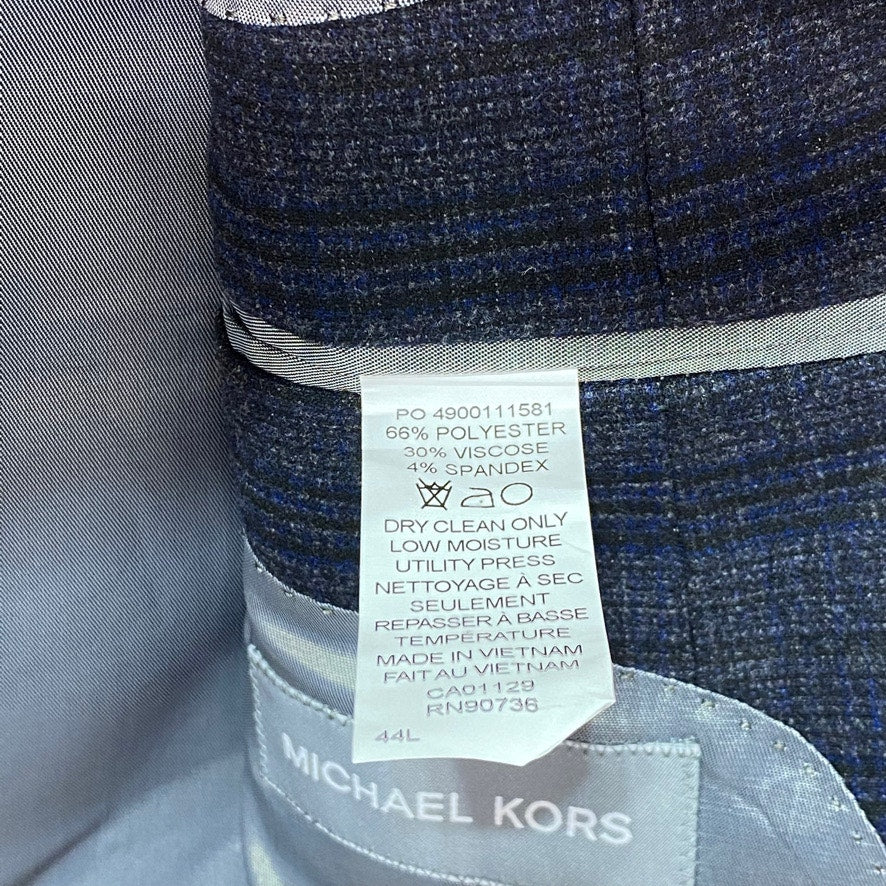 PO 4900111581
66% POLYESTER
30% VISCOSE
4% SPANDEX
DRY CLEAN ONLY
LOW MOISTURE
UTILITY PRESS
NETTOYAGE À SEC
SEULEMENT
REPASSER À BASSE
TEMPÉRATURE
MADE IN VIETNAM
FAIT AU VIETNAM
CA01129
RN90736
44L
MICHAEL KORS